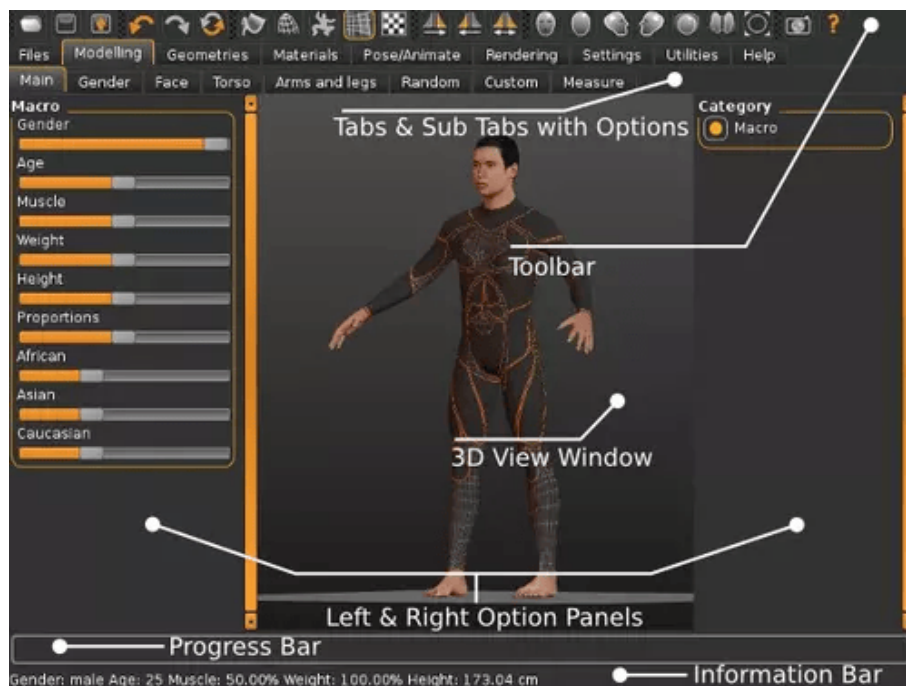 ?
Files Modelling Geometries Materials Pose/Animate Rendering Settings Utilities Help
Main Gender Face Torso Arms and legs Random Custom Measure
Macro
Gender
Age
Muscle
Weight
Height
Proportions
African
Asian
Caucasian
Tabs & Sub Tabs with Options
Category
Macro
Toolbar
3D View Window
Left & Right Option Panels
Progress Bar
Information Bar
Gender: male Age: 25 Muscle: 50.00% Weight: 100.00% Height: 173.04 cm